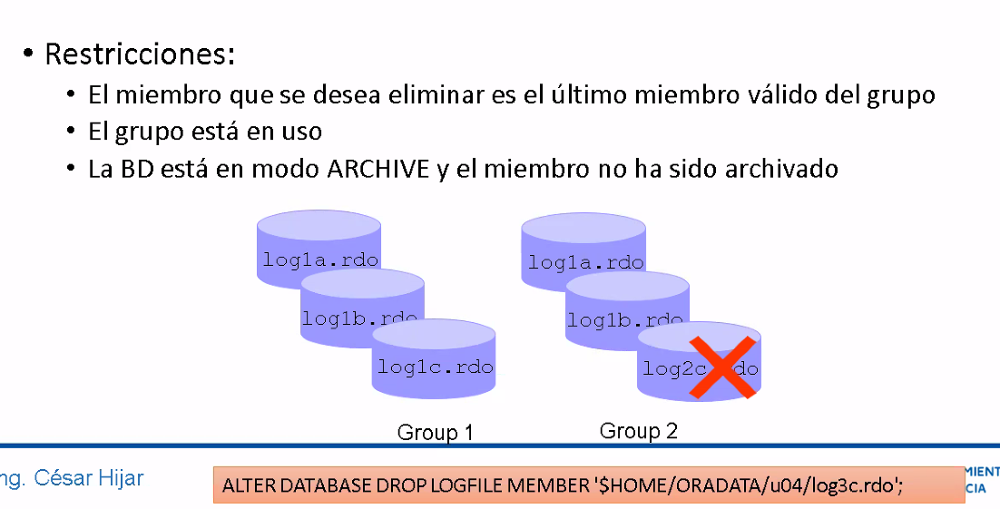 • Restricciones:
• El miembro que se desea eliminar es el último miembro válido del grupo
• El grupo está en uso
• La BD está en modo ARCHIVE y el miembro no ha sido archivado
log1a.rdo
log1b.rdo
log1c.rdo
Group 1
log1a.rdo
log1b.rdo
log2c.rdo
Group 2
ng. César Hijar
ALTER DATABASE DROP LOGFILE MEMBER '$HOME/ORADATA/u04/log3c.rdo';
MIENT
CIA